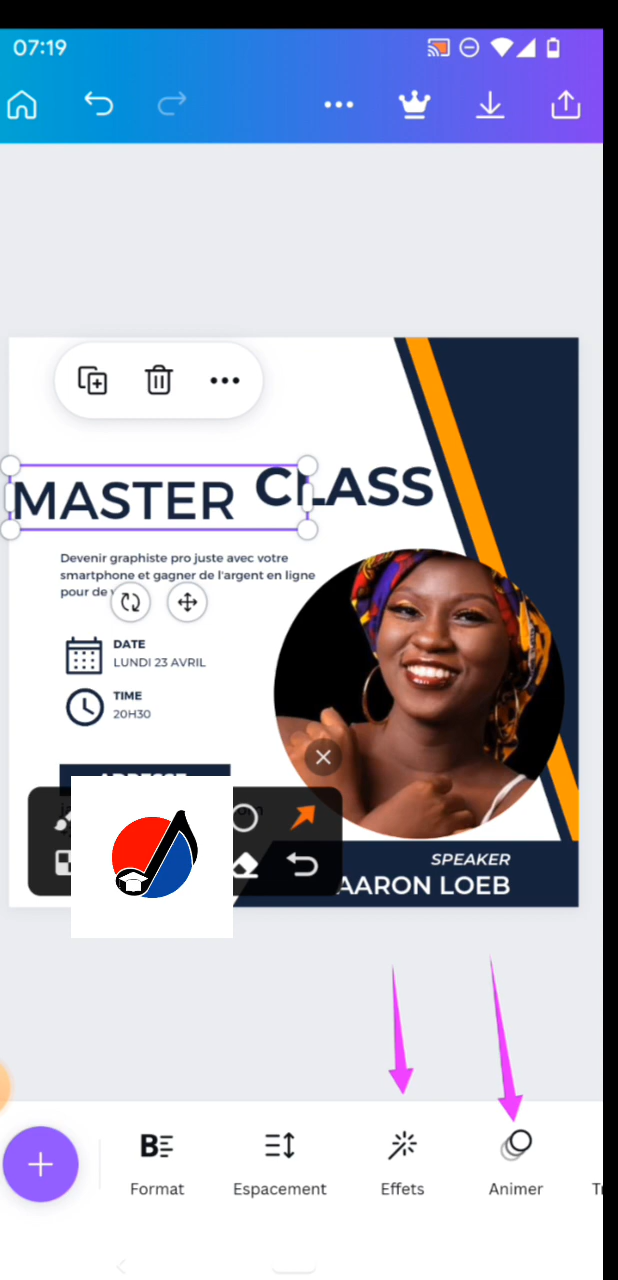 07:19
MASTER CLASS
Devenir graphiste pro juste avec votre
smartphone et gagner de l'argent en ligne
pour de
DATE
LUNDI 23 AVRIL
TIME
20H30
SPEAKER
AARON LOEB
Format
Espacement
Effets
Animer